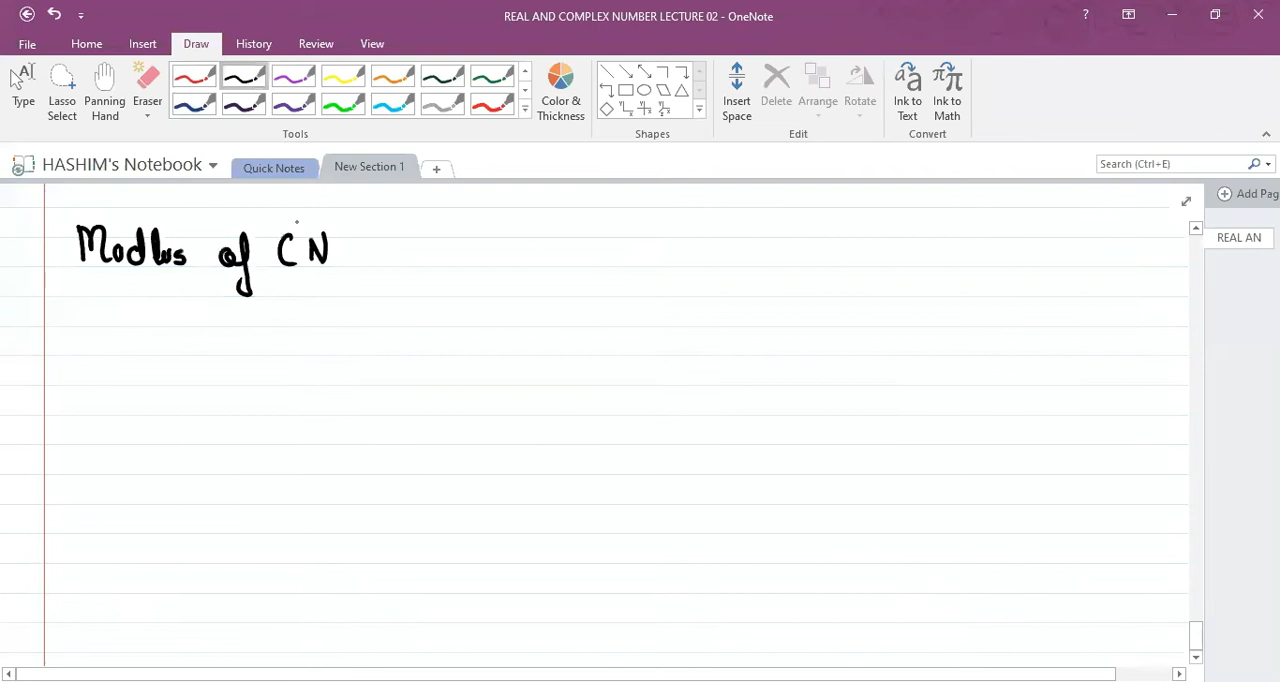 REAL AND COMPLEX NUMBER LECTURE 02 - OneNote
?
File Home Insert Draw History Review View
Type Lasso Select Panning Hand Eraser
Color & Thickness
Insert Space Delete Arrange Rotate
Ink to Text Ink to Math
Tools Shapes Edit Convert
HASHIM's Notebook Quick Notes New Section 1 +
Search (Ctrl+E)
Add Pag
REAL AN
Modlus of CN